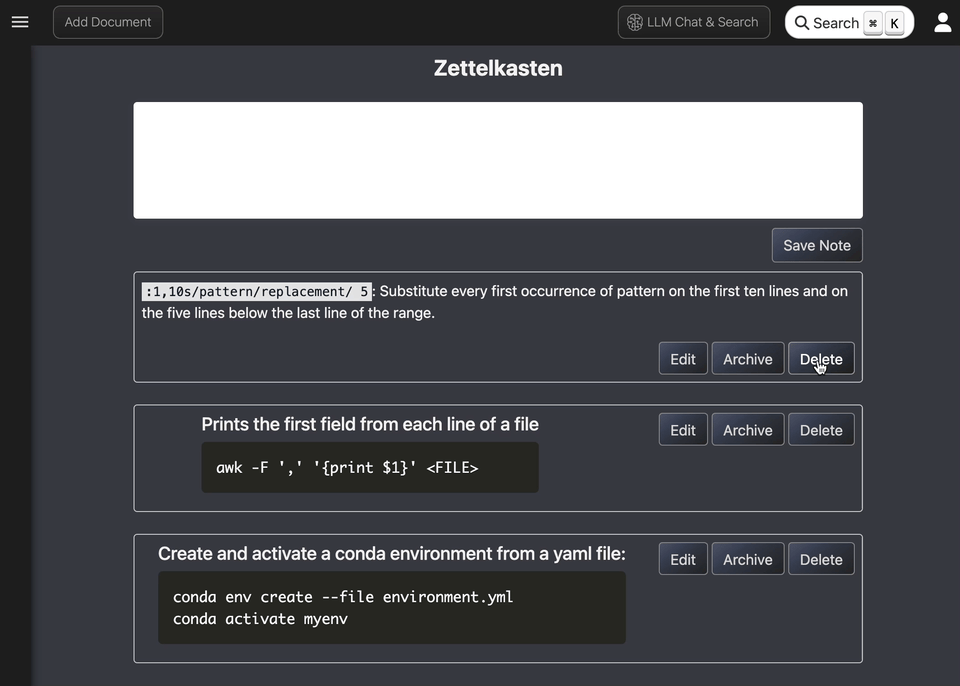 Add Document
LLM Chat & Search
Search ⌘ K
Zettelkasten
Save Note
:1,10s/pattern/replacement/ 5: Substitute every first occurrence of pattern on the first ten lines and on
the five lines below the last line of the range.
Edit Archive Delete
Prints the first field from each line of a file
Edit Archive Delete
awk -F ',' '{print $1}' <FILE>
Create and activate a conda environment from a yaml file:
Edit Archive Delete
conda env create --file environment.yml
conda activate myenv